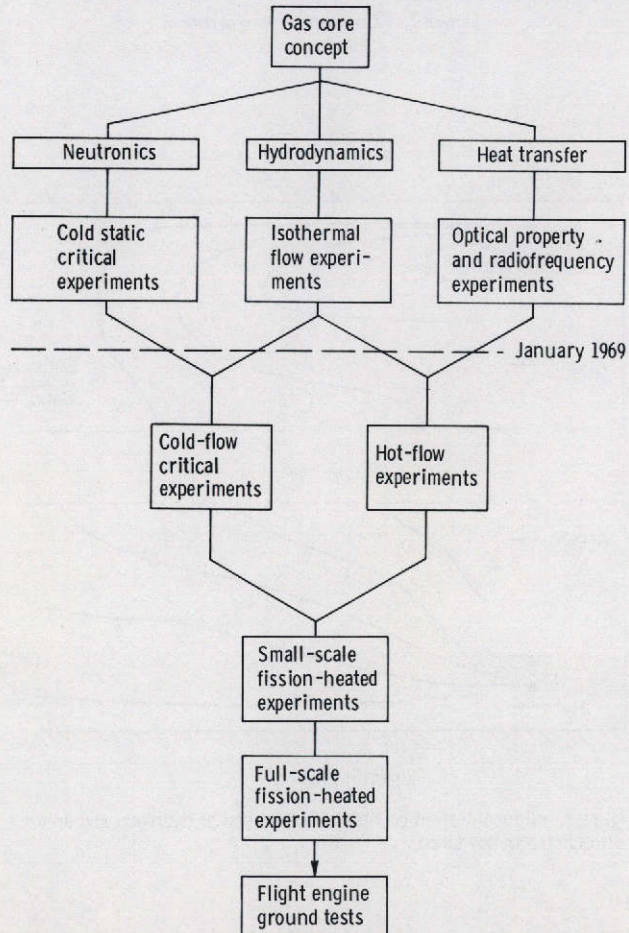 Gas core
concept
Neutronics
Hydrodynamics
Heat transfer
Cold static
critical
experiments
Isothermal
flow experi-
ments
Optical property
and radiofrequency
experiments
January 1969
Cold-flow
critical
experiments
Hot-flow
experiments
Small-scale
fission-heated
experiments
Full-scale
fission-heated
experiments
Flight engine
ground tests